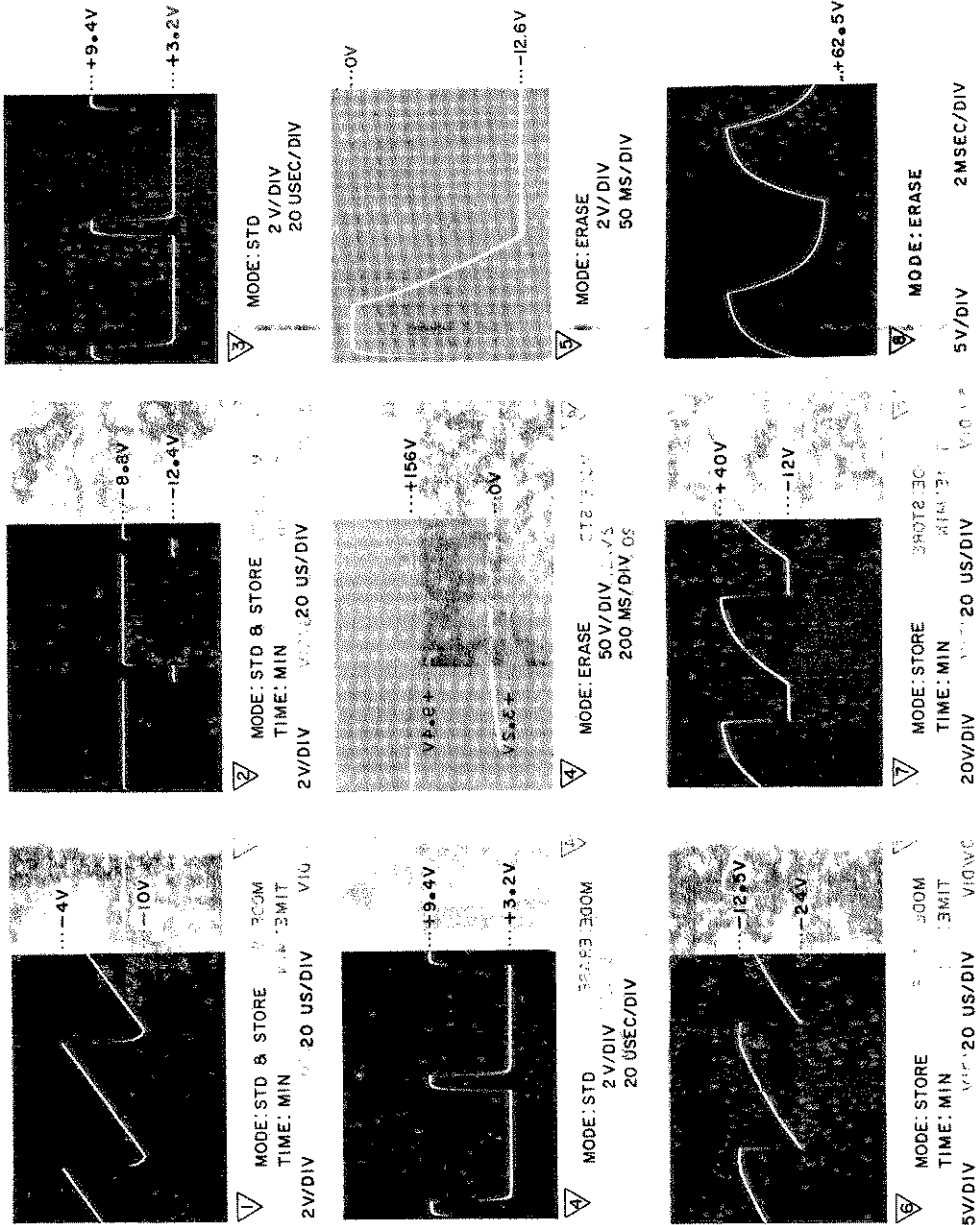 -4V
-10V
1
MODE: STD & STORE
TIME: MIN
2V/DIV 20 US/DIV
-8.8V
-12.4V
2
MODE: STD & STORE
TIME: MIN
2V/DIV 20 US/DIV
+9.4V
+3.2V
3
MODE: STD
2 V/DIV
20 USEC/DIV
+9.4V
+3.2V
4
MODE: STD
2 V/DIV
20 USEC/DIV
+156V
0V
4
MODE: ERASE
50 V/DIV
200 MS/DIV
0V
-12.6V
5
MODE: ERASE
2V/DIV
50 MS/DIV
-12.5V
-24V
6
MODE: STORE
TIME: MIN
5V/DIV 20 US/DIV
+40V
-12V
7
MODE: STORE
TIME: MIN
20V/DIV 20 US/DIV
+62.5V
8
MODE: ERASE
5V/DIV 2MSEC/DIV